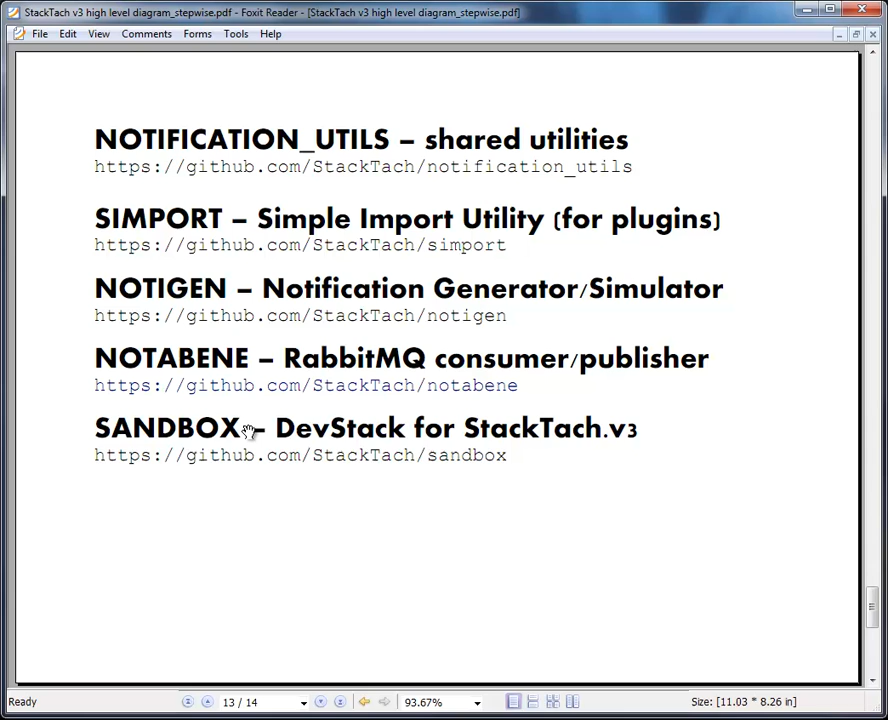 StackTach v3 high level diagram_stepwise.pdf - Foxit Reader - [StackTach v3 high level diagram_stepwise.pdf]
File Edit View Comments Forms Tools Help
NOTIFICATION_UTILS – shared utilities
https://github.com/StackTach/notification_utils
SIMPORT – Simple Import Utility (for plugins)
https://github.com/StackTach/simport
NOTIGEN – Notification Generator/Simulator
https://github.com/StackTach/notigen
NOTABENE – RabbitMQ consumer/publisher
https://github.com/StackTach/notabene
SANDBOX – DevStack for StackTach.v3
https://github.com/StackTach/sandbox
Ready 13 / 14 93.67% Size: [11.03 * 8.26 in]